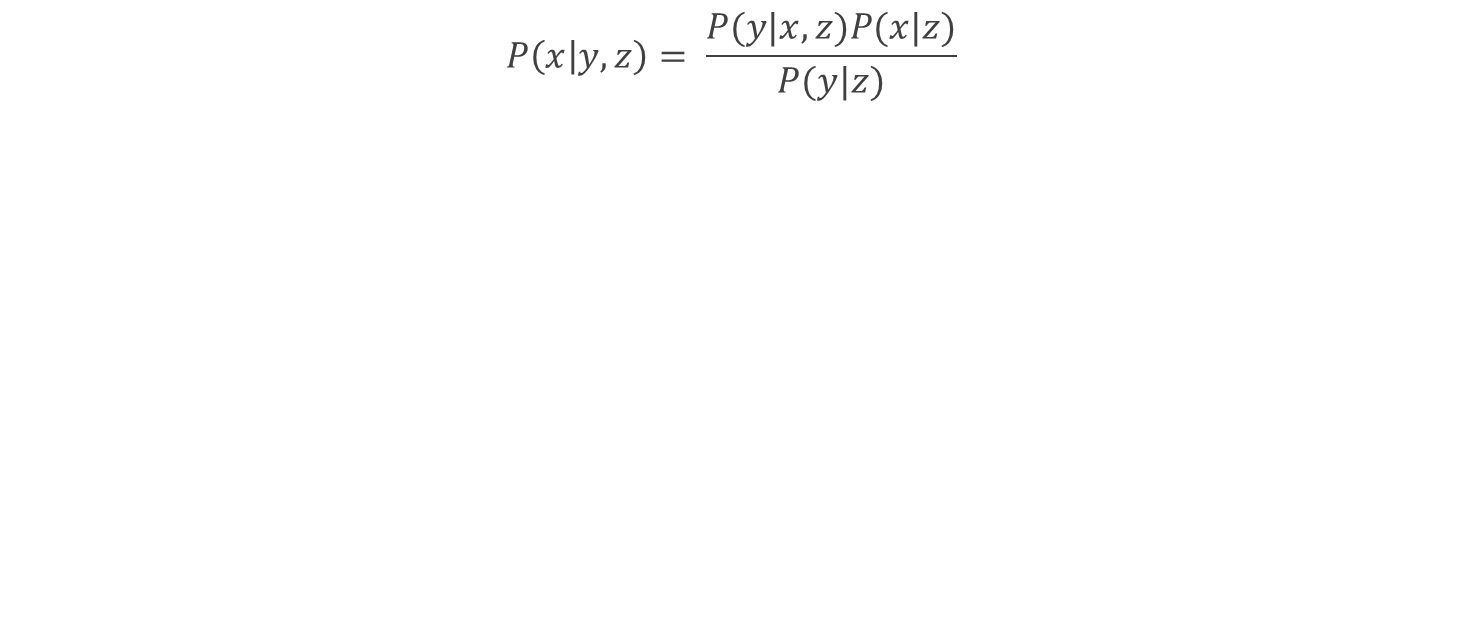 P(x|y, z) = P(y|x, z)P(x|z) / P(y|z)